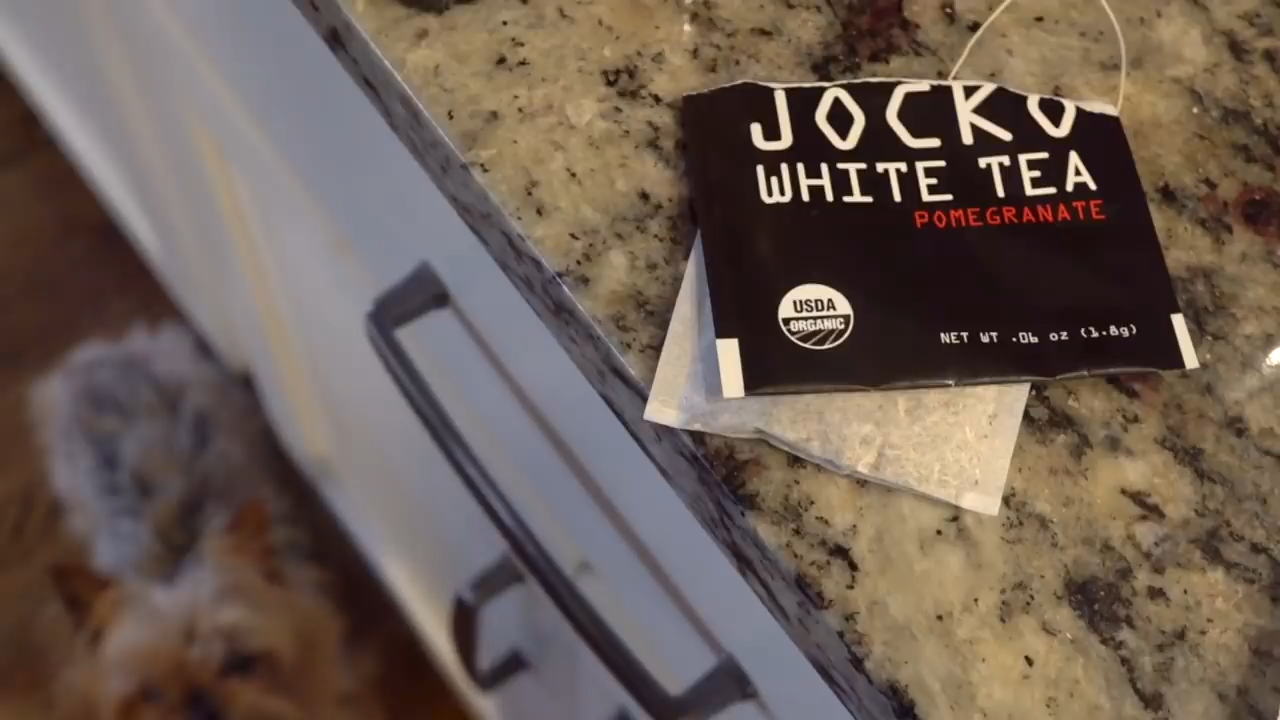 JOCKO
WHITE TEA
POMEGRANATE
USDA
ORGANIC
NET WT .06 oz (1.8g)